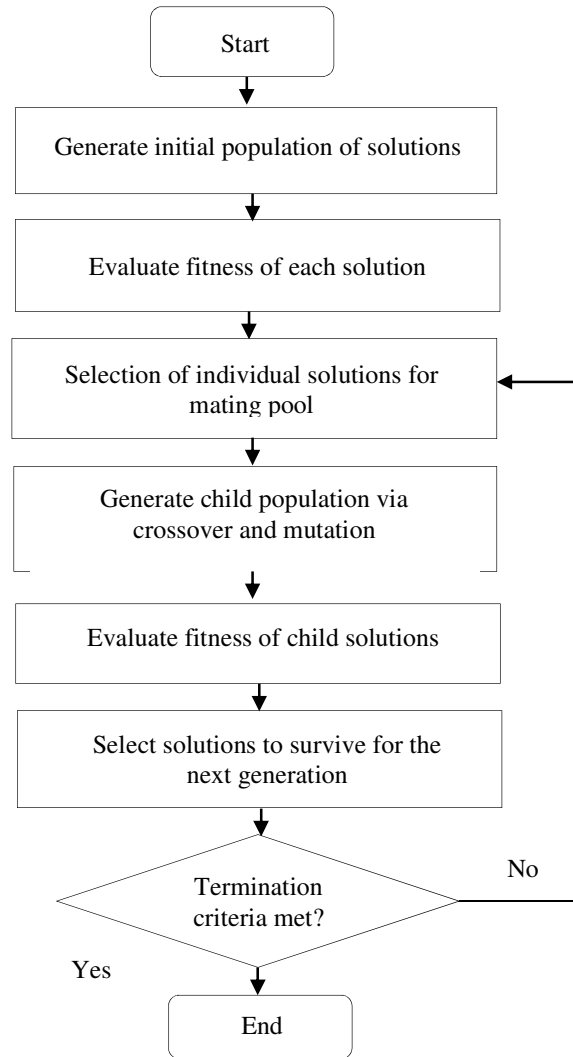 Start
Generate initial population of solutions
Evaluate fitness of each solution
Selection of individual solutions for
mating pool
Generate child population via
crossover and mutation
Evaluate fitness of child solutions
Select solutions to survive for the
next generation
Termination
criteria met?
No
Yes
End